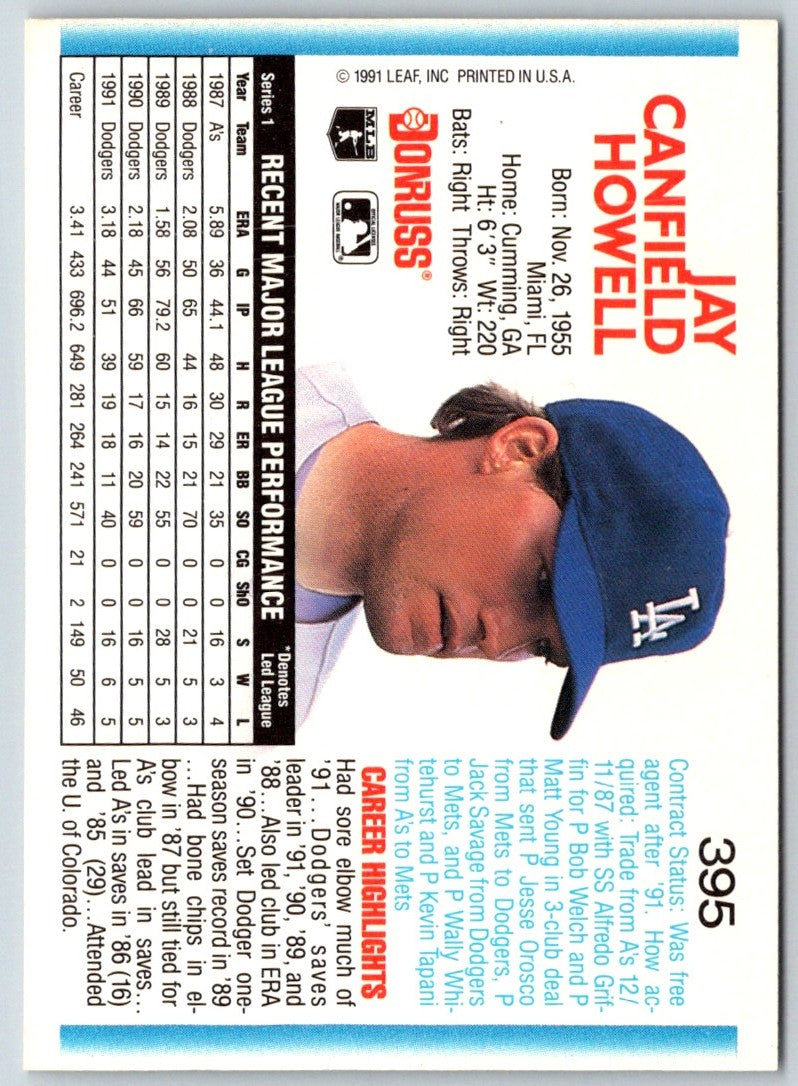 JAY
CANFIELD
HOWELL
Born: Nov. 26, 1955
Miami, FL
Home: Cumming, GA
Ht: 6'3" Wt: 220
Bats: Right Throws: Right
DONRUSS®
MLB
© 1991 LEAF, INC PRINTED IN U.S.A.
LA
395
Contract Status: Was free
agent after '91. How ac-
quired: Trade from A's 12/
11/87 with SS Alfredo Grif-
fin for P Bob Welch and P
Matt Young in 3-club deal
that sent P Jesse Orosco
from Mets to Dodgers, P
Jack Savage from Dodgers
to Mets, and P Wally Whi-
tehurst and P Kevin Tapani
from A's to Mets
CAREER HIGHLIGHTS
Had sore elbow much of
'91...Dodgers' saves
leader in '91, '90, '89, and
'88...Also led club in ERA
in '90...Set Dodger one-
season saves record in '89
...Had bone chips in el-
bow in '87 but still tied for
A's club lead in saves...
Led A's in saves in '86 (16)
and '85 (29)...Attended
the U. of Colorado.
Series 1 RECENT MAJOR LEAGUE PERFORMANCE *Denotes
Led League
Year Team ERA G IP H R ER BB SO CG ShO S W L
1987 A's 5.89 36 44.1 48 30 29 21 35 0 0 16 3 4
1988 Dodgers 2.08 50 65 44 16 15 21 70 0 0 21 5 3
1989 Dodgers 1.58 56 79.2 60 15 14 22 55 0 0 28 5 3
1990 Dodgers 2.18 45 66 59 17 16 20 59 0 0 16 5 5
1991 Dodgers 3.18 44 51 39 19 18 11 40 0 0 16 6 5
Career 3.41 433 696.2 649 281 264 241 571 21 2 149 50 46